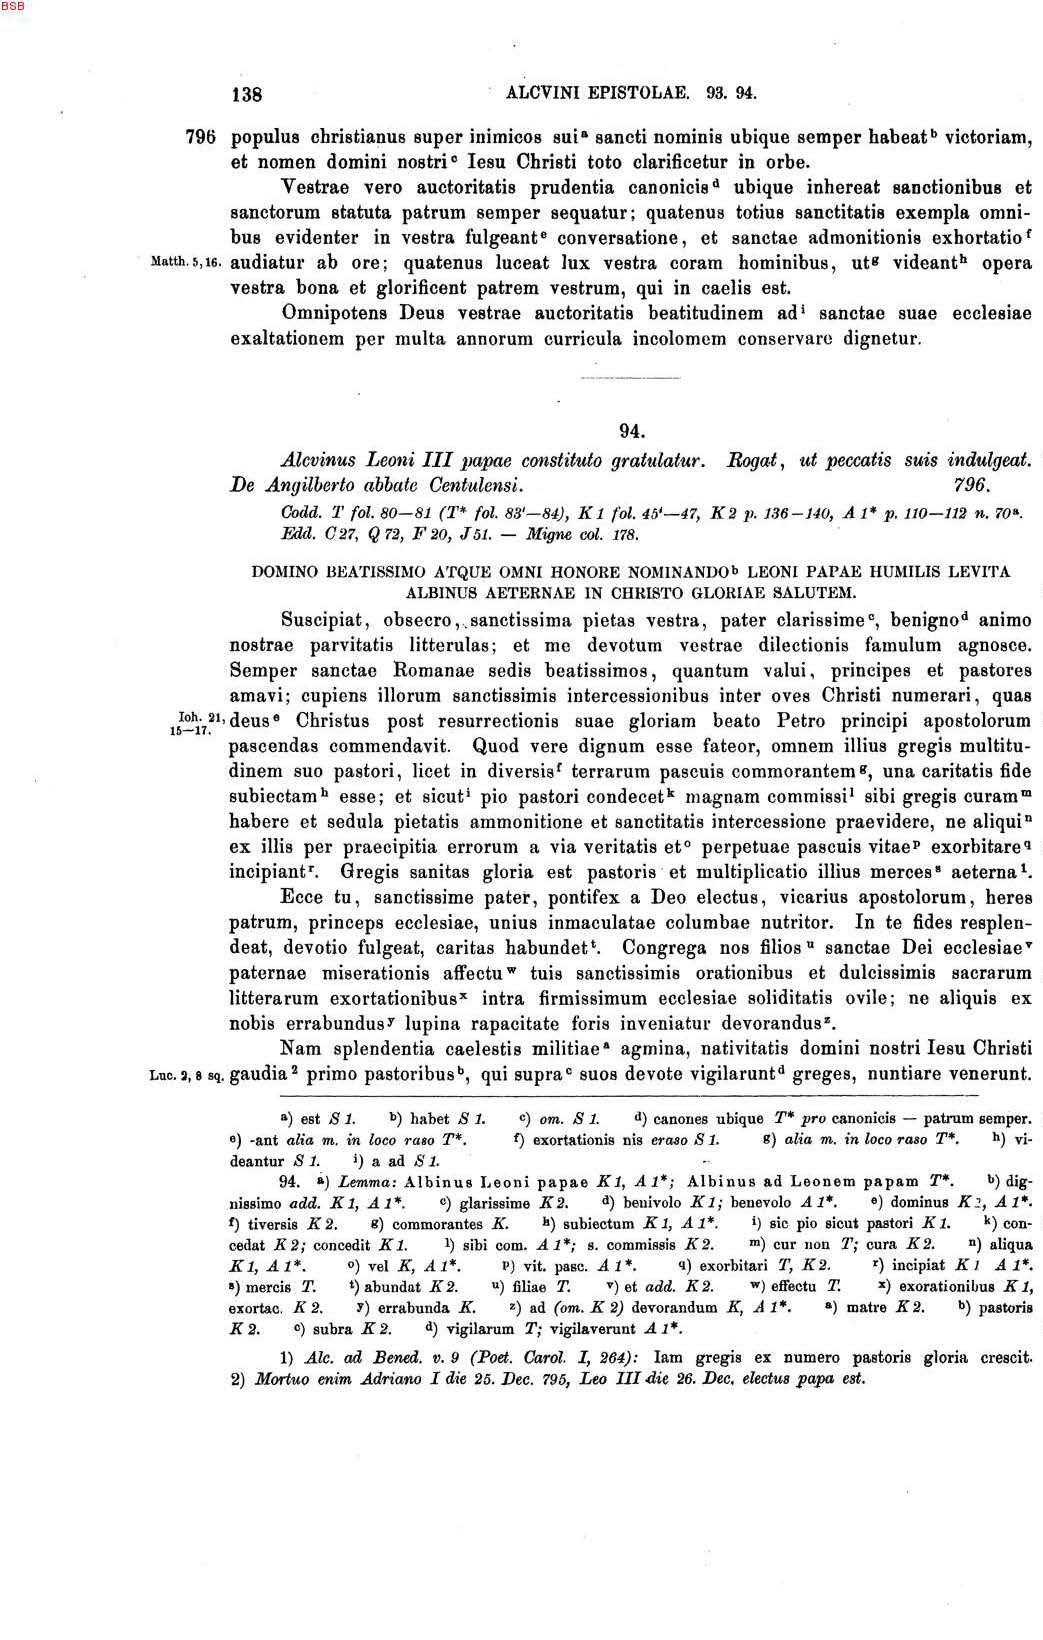 BSB
138 ALCVINI EPISTOLAE. 93. 94.
796 populus christianus super inimicos sui a sancti nominis ubique semper habeat b victoriam,
et nomen domini nostri c Iesu Christi toto clarificetur in orbe.
Vestrae vero auctoritatis prudentia canonicis d ubique inhereat sanctionibus et
sanctorum statuta patrum semper sequatur; quatenus totius sanctitatis exempla omni-
bus evidenter in vestra fulgeant e conversatione, et sanctae admonitionis exhortatio f
Matth. 5, 16. audiatur ab ore; quatenus luceat lux vestra coram hominibus, ut g videant h opera
vestra bona et glorificent patrem vestrum, qui in caelis est.
Omnipotens Deus vestrae auctoritatis beatitudinem ad i sanctae suae ecclesiae
exaltationem per multa annorum curricula incolomem conservare dignetur.
94.
Alcvinus Leoni III papae constituto gratulatur. Rogat, ut peccatis suis indulgeat.
De Angilberto abbate Centulensi. 796.
Codd. T fol. 80—81 (T* fol. 83'—84), K 1 fol. 45'—47, K 2 p. 136—140, A 1* p. 110—112 n. 70 a.
Edd. C 27, Q 72, F 20, J 51. — Migne col. 178.
DOMINO BEATISSIMO ATQUE OMNI HONORE NOMINANDO b LEONI PAPAE HUMILIS LEVITA
ALBINUS AETERNAE IN CHRISTO GLORIAE SALUTEM.
Suscipiat, obsecro, sanctissima pietas vestra, pater clarissime c, benigno d animo
nostrae parvitatis litterulas; et me devotum vestrae dilectionis famulum agnosce.
Semper sanctae Romanae sedis beatissimos, quantum valui, principes et pastores
amavi; cupiens illorum sanctissimis intercessionibus inter oves Christi numerari, quas
Ioh. 21, 15—17. deus e Christus post resurrectionis suae gloriam beato Petro principi apostolorum
pascendas commendavit. Quod vere dignum esse fateor, omnem illius gregis multitu-
dinem suo pastori, licet in diversis f terrarum pascuis commorantem g, una caritatis fide
subiectam h esse; et sicut i pio pastori condecet k magnam commissi l sibi gregis curam m
habere et sedula pietatis ammonitione et sanctitatis intercessione praevidere, ne aliqui n
ex illis per praecipitia errorum a via veritatis et o perpetuae pascuis vitae p exorbitare q
incipiant r. Gregis sanitas gloria est pastoris et multiplicatio illius merces s aeterna 1.
Ecce tu, sanctissime pater, pontifex a Deo electus, vicarius apostolorum, heres
patrum, princeps ecclesiae, unius inmaculatae columbae nutritor. In te fides resplen-
deat, devotio fulgeat, caritas habundet t. Congrega nos filios u sanctae Dei ecclesiae v
paternae miserationis affectu w tuis sanctissimis orationibus et dulcissimis sacrarum
litterarum exortationibus x intra firmissimum ecclesiae soliditatis ovile; ne aliquis ex
nobis errabundus y lupina rapacitate foris inveniatur devorandus z.
Nam splendentia caelestis militiae a agmina, nativitatis domini nostri Iesu Christi
Luc. 2, 8 sq. gaudia 2 primo pastoribus b, qui supra c suos devote vigilarunt d greges, nuntiare venerunt.
a) est S 1. b) habet S 1. c) om. S 1. d) canones ubique T* pro canonicis — patrum semper.
e) -ant alia m. in loco raso T*. f) exortationis nis eraso S 1. g) alia m. in loco raso T*. h) vi-
deantur S 1. i) a ad S 1.
94. a) Lemma: Albinus Leoni papae K 1, A 1*; Albinus ad Leonem papam T*. b) dig-
nissimo add. K 1, A 1*. c) glarissime K 2. d) benivolo K 1; benevolo A 1*. e) dominus K 2, A 1*.
f) tiversis K 2. g) commorantes K. h) subiectum K 1, A 1*. i) sic pio sicut pastori K 1. k) con-
cedat K 2; concedit K 1. l) sibi com. A 1*; s. commissis K 2. m) cur non T; cura K 2. n) aliqua
K 1, A 1*. o) vel K, A 1*. p) vit. pasc. A 1*. q) exorbitari T, K 2. r) incipiat K 1 A 1*.
s) mercis T. t) abundat K 2. u) filiae T. v) et add. K 2. w) effectu T. x) exorationibus K 1,
exortac. K 2. y) errabunda K. z) ad (om. K 2) devorandum K, A 1*. a) matre K 2. b) pastoris
K 2. c) subra K 2. d) vigilarum T; vigilaverunt A 1*.
1) Alc. ad Bened. v. 9 (Poet. Carol. I, 264): Iam gregis ex numero pastoris gloria crescit.
2) Mortuo enim Adriano I die 25. Dec. 795, Leo III die 26. Dec. electus papa est.